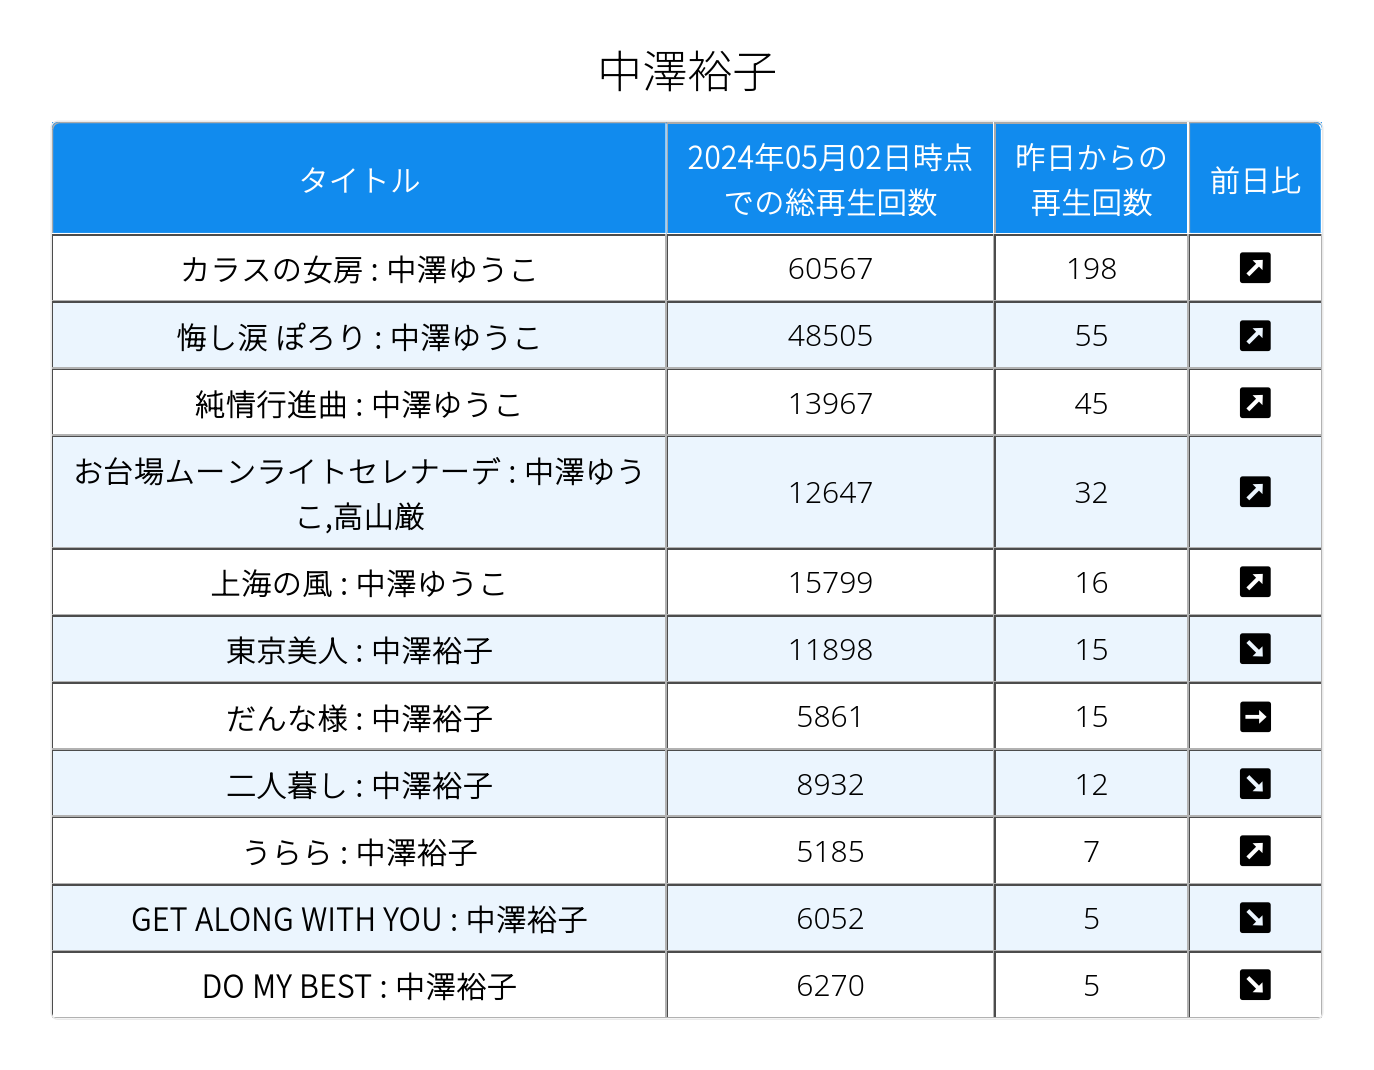 中澤裕子
タイトル
2024年05月02日時点
での総再生回数
昨日からの
再生回数
前日比
カラスの女房 : 中澤ゆうこ
60567
198
悔し涙 ぽろり : 中澤ゆうこ
48505
55
純情行進曲 : 中澤ゆうこ
13967
45
お台場ムーンライトセレナーデ : 中澤ゆう
こ,高山厳
12647
32
上海の風 : 中澤ゆうこ
15799
16
東京美人 : 中澤裕子
11898
15
だんな様 : 中澤裕子
5861
15
二人暮し : 中澤裕子
8932
12
うらら : 中澤裕子
5185
7
GET ALONG WITH YOU : 中澤裕子
6052
5
DO MY BEST : 中澤裕子
6270
5